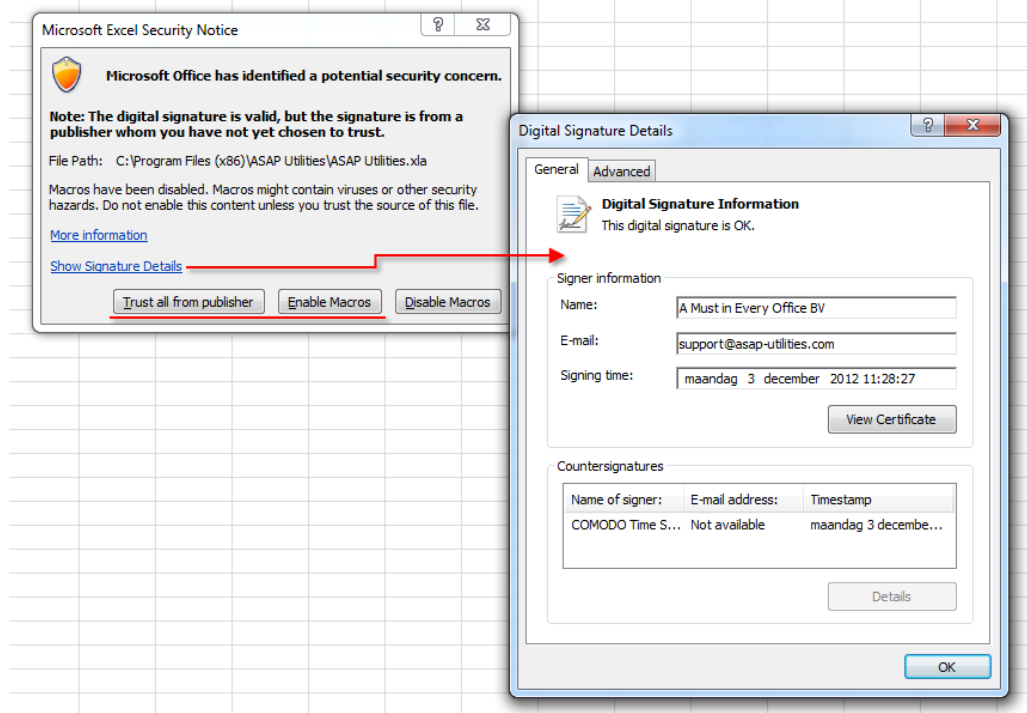 Microsoft Excel Security Notice
Microsoft Office has identified a potential security concern.
Note: The digital signature is valid, but the signature is from a
publisher whom you have not yet chosen to trust.
File Path: C:\Program Files (x86)\ASAP Utilities\ASAP Utilities.xla
Macros have been disabled. Macros might contain viruses or other security
hazards. Do not enable this content unless you trust the source of this file.
More information
Show Signature Details
Trust all from publisher Enable Macros Disable Macros
Digital Signature Details
General Advanced
Digital Signature Information
This digital signature is OK.
Signer information
Name: A Must in Every Office BV
E-mail: support@asap-utilities.com
Signing time: maandag 3 december 2012 11:28:27
View Certificate
Countersignatures
Name of signer: E-mail address: Timestamp
COMODO Time S... Not available maandag 3 decembe...
Details
OK